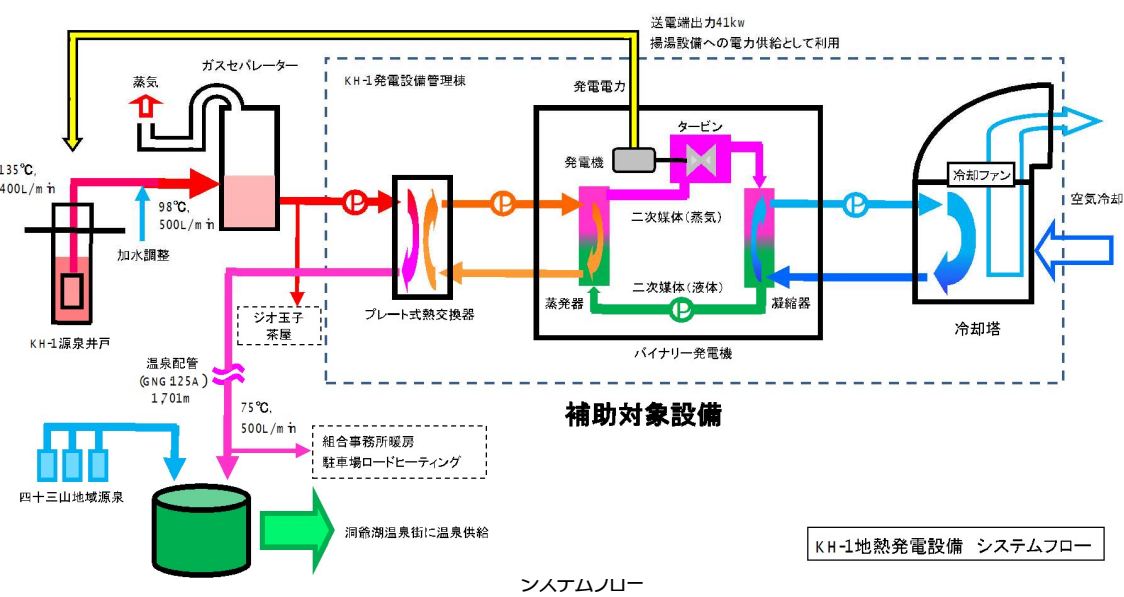 送電端出力41kw
揚湯設備への電力供給として利用
ガスセパレーター
KH-1発電設備管理棟
蒸気
発電電力
タービン
発電機
135℃,
400L/min
冷却ファン
98℃,
500L/min
P
P
P
二次媒体(蒸気)
空気冷却
加水調整
二次媒体(液体)
P
ジオ玉子
茶屋
プレート式熱交換器
蒸発器
凝縮器
冷却塔
KH-1源泉井戸
バイナリー発電機
温泉配管
(GNG125A)
1,701m
75℃,
500L/min
補助対象設備
組合事務所暖房
駐車場ロードヒーティング
四十三山地域源泉
洞爺湖温泉街に温泉供給
KH-1地熱発電設備 システムフロー
システムフロー